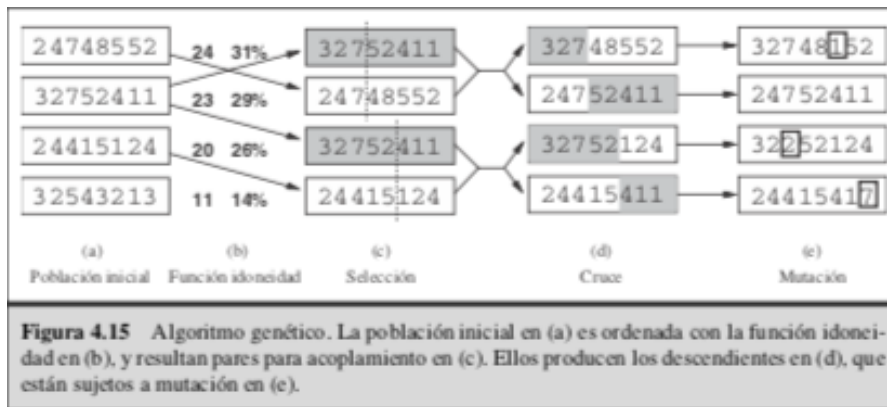 24748552 24 31% 32752411 32748552 32748152
32752411 23 29% 24748552 24752411 24752411
24415124 20 26% 32752411 32752124 32252124
32543213 11 14% 24415124 24415411 24415417
(a) (b) (c) (d) (e)
Población inicial Función idoneidad Selección Cruce Mutación
Figura 4.15 Algoritmo genético. La población inicial en (a) es ordenada con la función idonei-
dad en (b), y resultan pares para acoplamiento en (c). Ellos producen los descendientes en (d), que
están sujetos a mutación en (e).